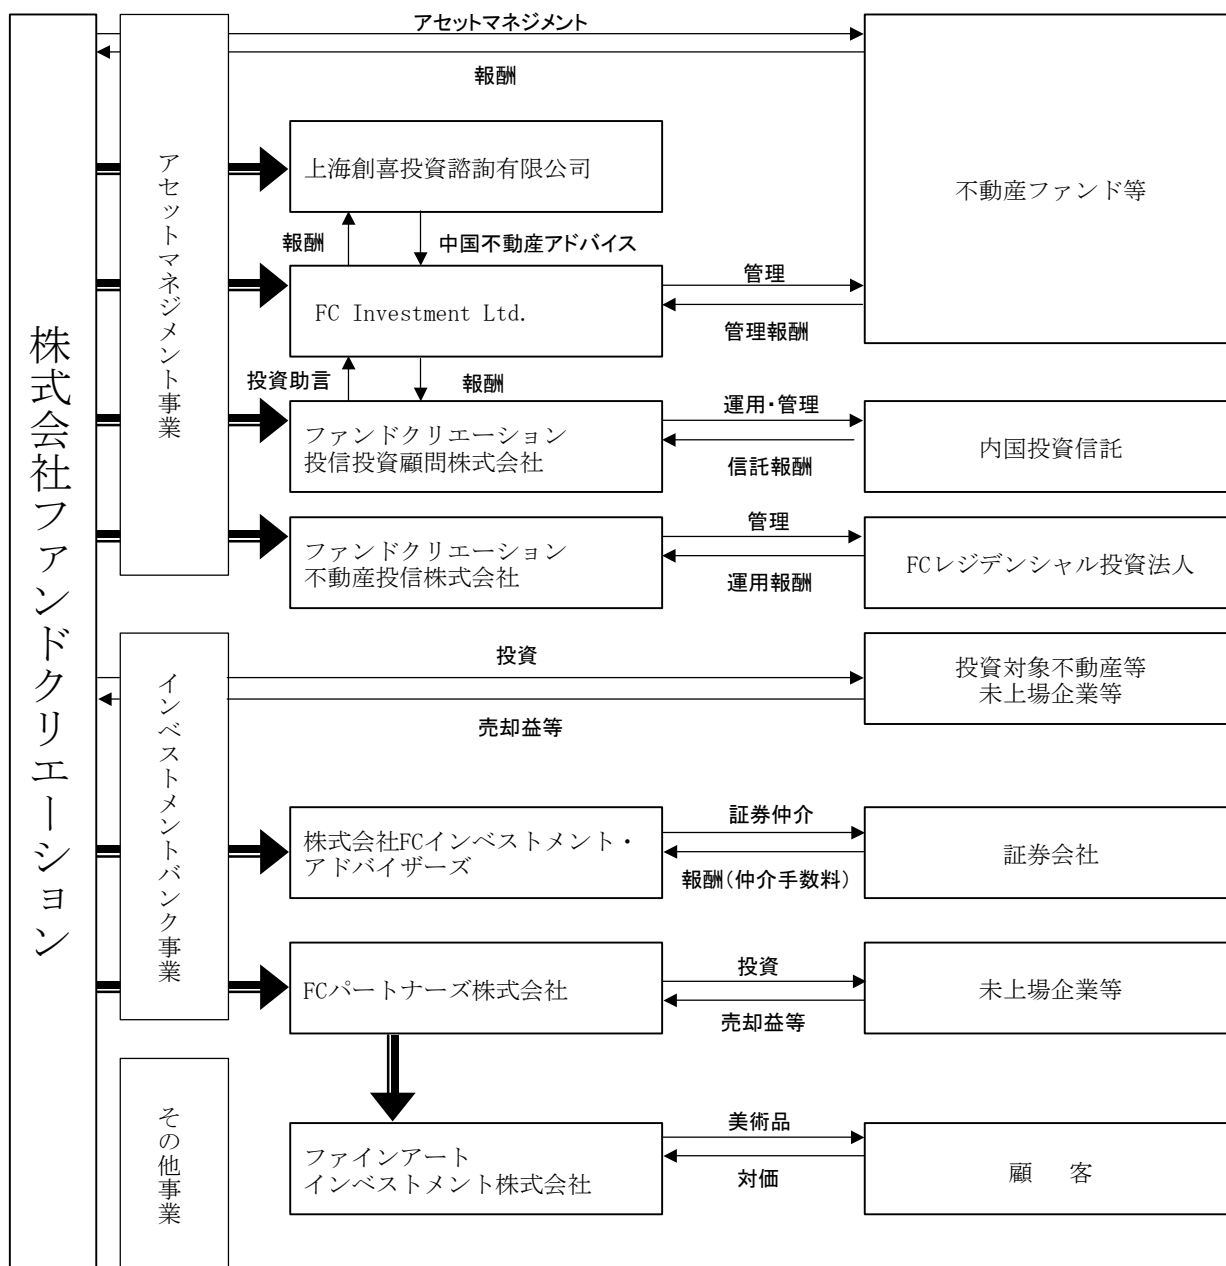 株式会社ファンドクリエーション
アセットマネジメント事業
アセットマネジメント
報酬
不動産ファンド等
上海創喜投資諮詢有限公司
報酬
中国不動産アドバイス
FC Investment Ltd.
管理
管理報酬
投資助言
報酬
ファンドクリエーション
投信投資顧問株式会社
運用・管理
信託報酬
内国投資信託
ファンドクリエーション
不動産投信株式会社
管理
運用報酬
FCレジデンシャル投資法人
インベストメントバンク事業
投資
売却益等
投資対象不動産等
未上場企業等
株式会社FCインベストメント・
アドバイザーズ
証券仲介
報酬(仲介手数料)
証券会社
FCパートナーズ株式会社
投資
売却益等
未上場企業等
その他事業
ファインアート
インベストメント株式会社
美術品
対価
顧　客